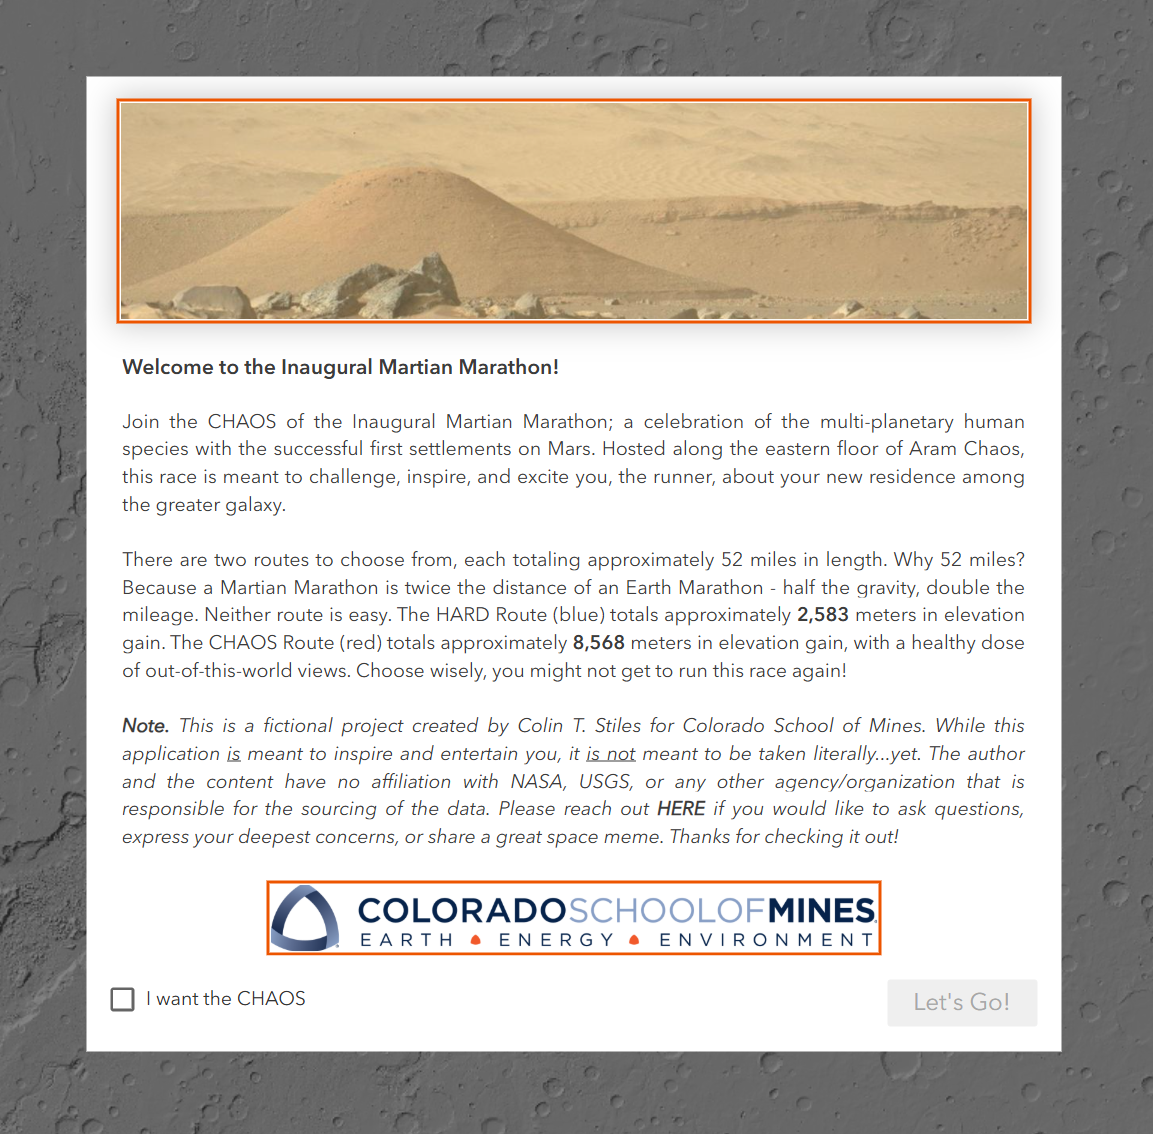 Welcome to the Inaugural Martian Marathon!
Join the CHAOS of the Inaugural Martian Marathon; a celebration of the multi-planetary human
species with the successful first settlements on Mars. Hosted along the eastern floor of Aram Chaos,
this race is meant to challenge, inspire, and excite you, the runner, about your new residence among
the greater galaxy.
There are two routes to choose from, each totaling approximately 52 miles in length. Why 52 miles?
Because a Martian Marathon is twice the distance of an Earth Marathon - half the gravity, double the
mileage. Neither route is easy. The HARD Route (blue) totals approximately 2,583 meters in elevation
gain. The CHAOS Route (red) totals approximately 8,568 meters in elevation gain, with a healthy dose
of out-of-this-world views. Choose wisely, you might not get to run this race again!
Note. This is a fictional project created by Colin T. Stiles for Colorado School of Mines. While this
application is meant to inspire and entertain you, it is not meant to be taken literally...yet. The author
and the content have no affiliation with NASA, USGS, or any other agency/organization that is
responsible for the sourcing of the data. Please reach out HERE if you would like to ask questions,
express your deepest concerns, or share a great space meme. Thanks for checking it out!
COLORADOSCHOOLOFMINES
EARTH • ENERGY • ENVIRONMENT
I want the CHAOS
Let's Go!